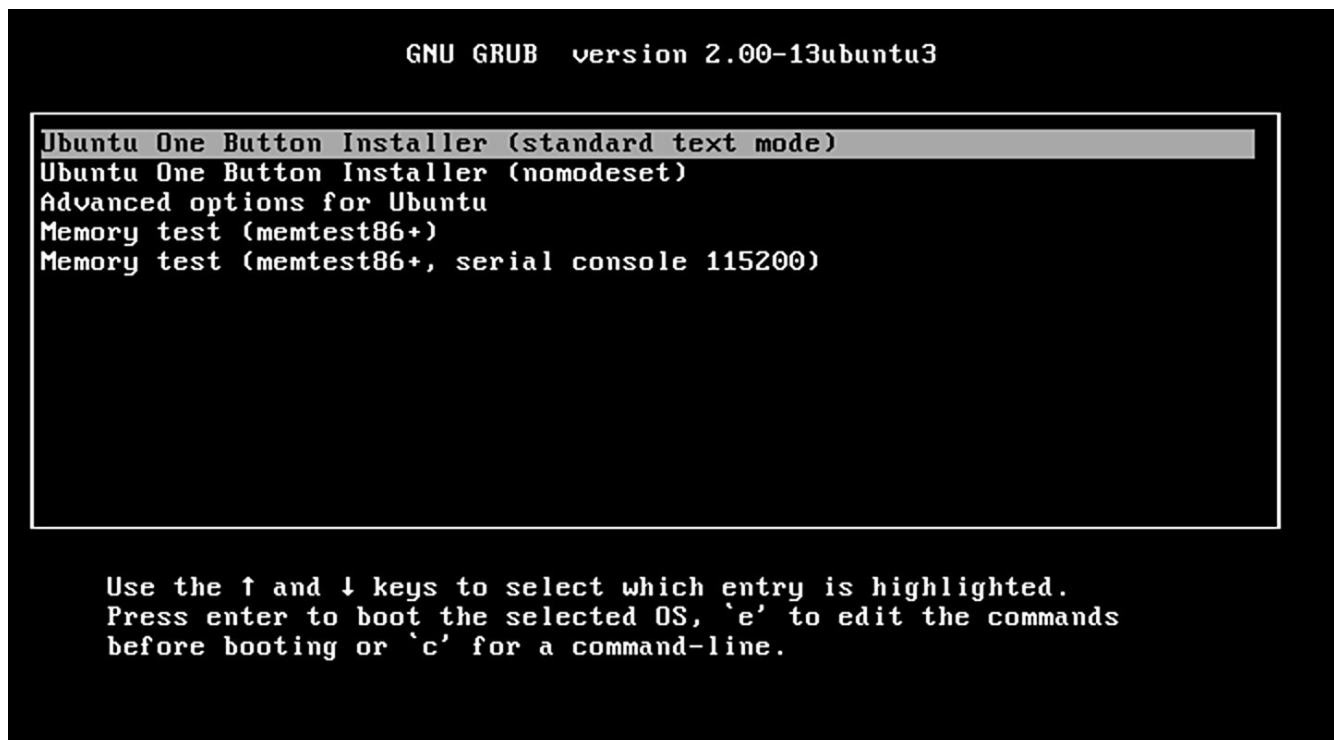 GNU GRUB  version 2.00-13ubuntu3
Ubuntu One Button Installer (standard text mode)
Ubuntu One Button Installer (nomodeset)
Advanced options for Ubuntu
Memory test (memtest86+)
Memory test (memtest86+, serial console 115200)
Use the ↑ and ↓ keys to select which entry is highlighted.
Press enter to boot the selected OS, `e' to edit the commands
before booting or `c' for a command-line.